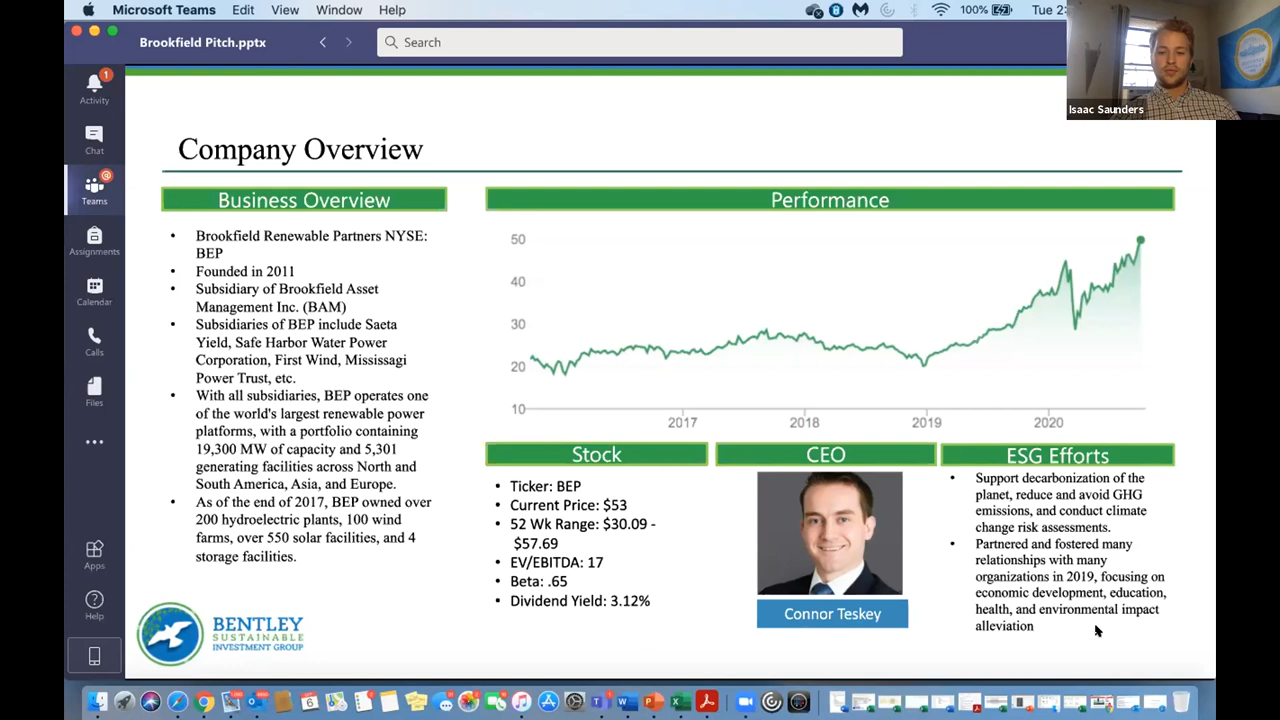 Microsoft Teams Edit View Window Help 100% Tue 2:
Brookfield Pitch.pptx
Search
Isaac Saunders
1
Activity
Chat
@
Teams
Assignments
Calendar
Calls
Files
Apps
Help
Company Overview
Business Overview
• Brookfield Renewable Partners NYSE:
BEP
• Founded in 2011
• Subsidiary of Brookfield Asset
Management Inc. (BAM)
• Subsidiaries of BEP include Saeta
Yield, Safe Harbor Water Power
Corporation, First Wind, Mississagi
Power Trust, etc.
• With all subsidiaries, BEP operates one
of the world's largest renewable power
platforms, with a portfolio containing
19,300 MW of capacity and 5,301
generating facilities across North and
South America, Asia, and Europe.
• As of the end of 2017, BEP owned over
200 hydroelectric plants, 100 wind
farms, over 550 solar facilities, and 4
storage facilities.
BENTLEY
SUSTAINABLE
INVESTMENT GROUP
Performance
50
40
30
20
10
2017 2018 2019 2020
Stock
• Ticker: BEP
• Current Price: $53
• 52 Wk Range: $30.09 -
$57.69
• EV/EBITDA: 17
• Beta: .65
• Dividend Yield: 3.12%
CEO
Connor Teskey
ESG Efforts
• Support decarbonization of the
planet, reduce and avoid GHG
emissions, and conduct climate
change risk assessments.
• Partnered and fostered many
relationships with many
organizations in 2019, focusing on
economic development, education,
health, and environmental impact
alleviation